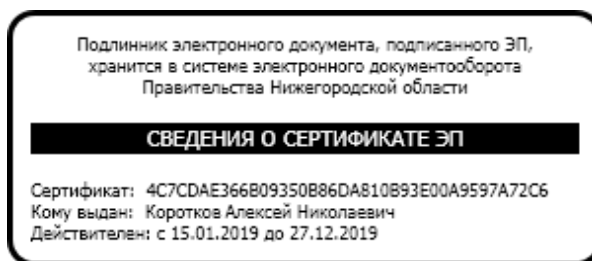 Подлинник электронного документа, подписанного ЭП,
хранится в системе электронного документооборота
Правительства Нижегородской области
СВЕДЕНИЯ О СЕРТИФИКАТЕ ЭП
Сертификат: 4C7CDAE366B09350B86DA810B93E00A9597A72C6
Кому выдан: Коротков Алексей Николаевич
Действителен: с 15.01.2019 до 27.12.2019